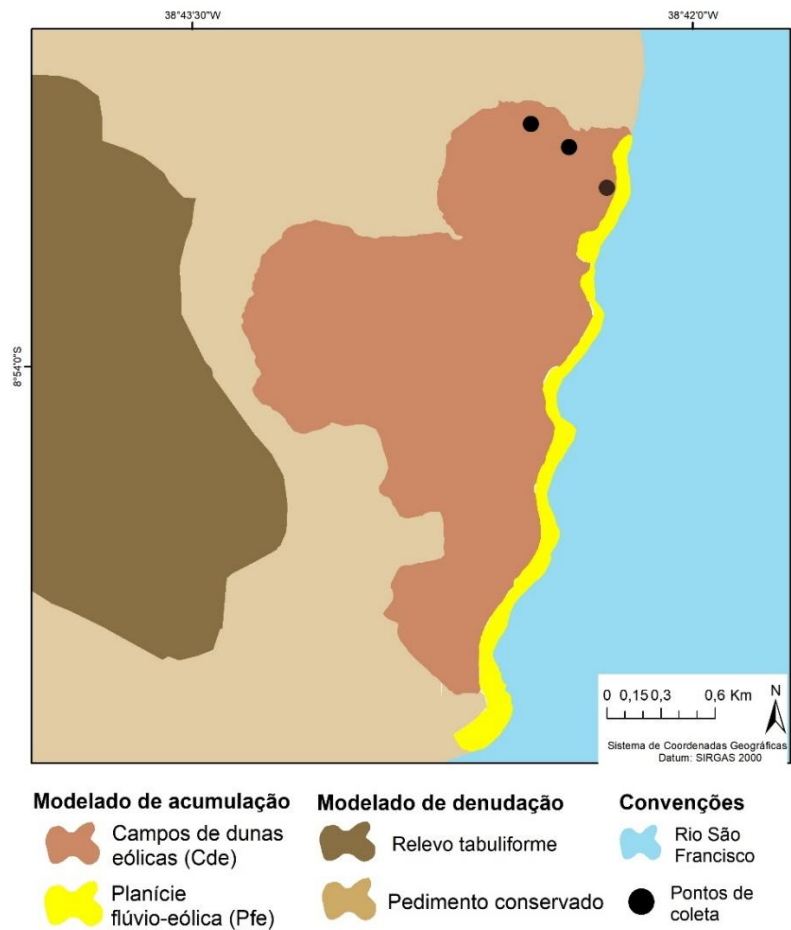 38°43'30"W
38°42'0"W
8°54'0"S
0 0,15 0,3 0,6 Km
N
Sistema de Coordenadas Geográficas
Datum: SIRGAS 2000
Modelado de acumulação
Campos de dunas
eólicas (Cde)
Planície
flúvio-eólica (Pfe)
Modelado de denudação
Relevo tabuliforme
Pedimento conservado
Convenções
Rio São
Francisco
Pontos de
coleta